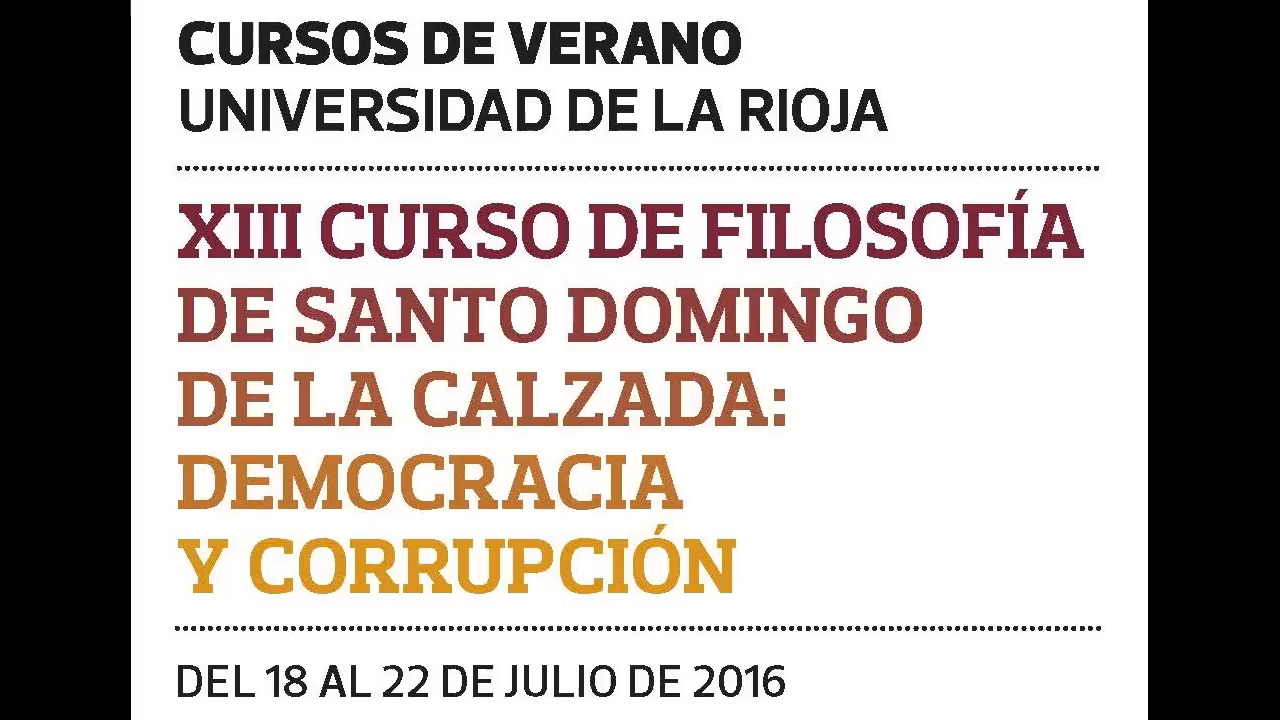 CURSOS DE VERANO
UNIVERSIDAD DE LA RIOJA
XIII CURSO DE FILOSOFÍA
DE SANTO DOMINGO
DE LA CALZADA:
DEMOCRACIA
Y CORRUPCIÓN
DEL 18 AL 22 DE JULIO DE 2016